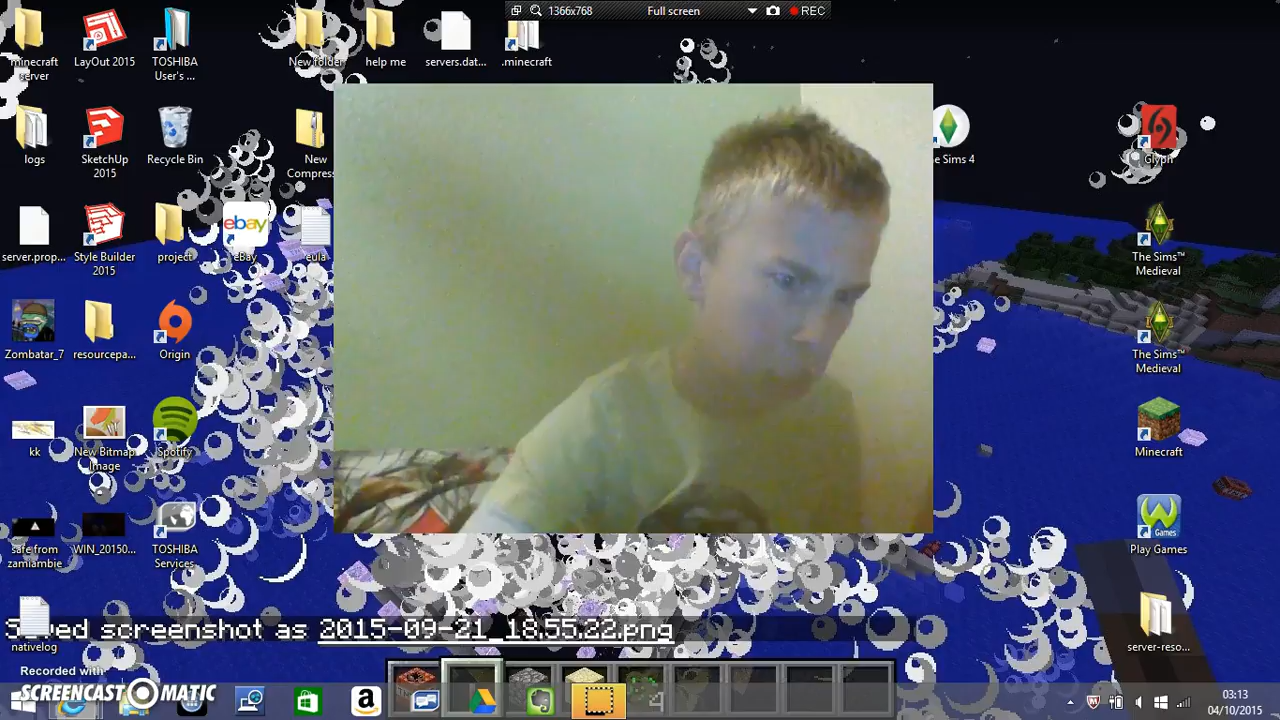 1366x768
Full screen
REC
minecraft
server
LayOut 2015
TOSHIBA
User's ...
New folder
help me
servers.dat...
.minecraft
logs
SketchUp
2015
Recycle Bin
New
Compress
e Sims 4
Glyph
server.prop...
Style Builder
2015
project
ebay
eBay
eula
The Sims™
Medieval
Zombatar_7
resourcepa...
Origin
The Sims™
Medieval
kk
New Bitmap
Image
Spotify
Minecraft
safe from
zamiambie
WIN_20150...
TOSHIBA
Services
Games
Play Games
nativelog
Saved screenshot as 2015-09-21_18.55.22.png
server-reso...
Recorded with
SCREENCAST MATIC
03:13
04/10/2015